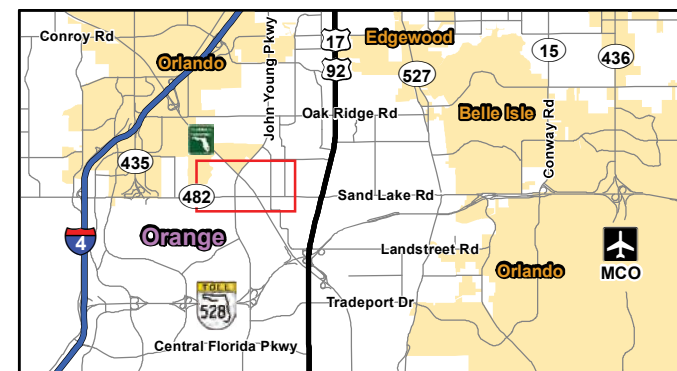 Conroy Rd
Orlando
John Young Pkwy
17
92
Edgewood
527
15
436
Oak Ridge Rd
Belle Isle
Conway Rd
435
482
Sand Lake Rd
4
Orange
Landstreet Rd
Orlando
MCO
TOLL
528
Tradeport Dr
Central Florida Pkwy